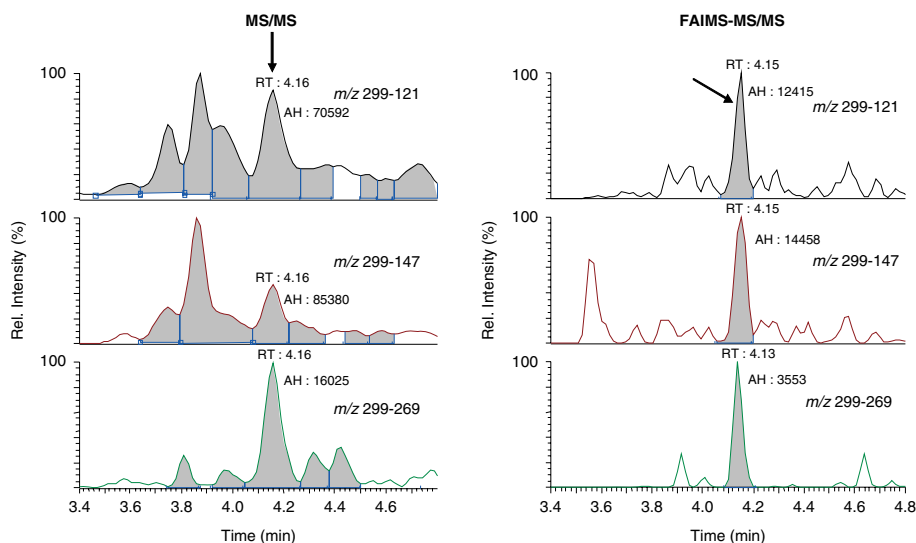 MS/MS
100
RT : 4.16
AH : 70592
m/z 299-121
100
RT : 4.16
AH : 85380
m/z 299-147
100
RT : 4.16
AH : 16025
m/z 299-269
Rel. Intensity (%)
3.4 3.6 3.8 4.0 4.2 4.4 4.6
Time (min)
FAIMS-MS/MS
100
RT : 4.15
AH : 12415
m/z 299-121
100
RT : 4.15
AH : 14458
m/z 299-147
100
RT : 4.13
AH : 3553
m/z 299-269
Rel. Intensity (%)
3.4 3.6 3.8 4.0 4.2 4.4 4.6 4.8
Time (min)